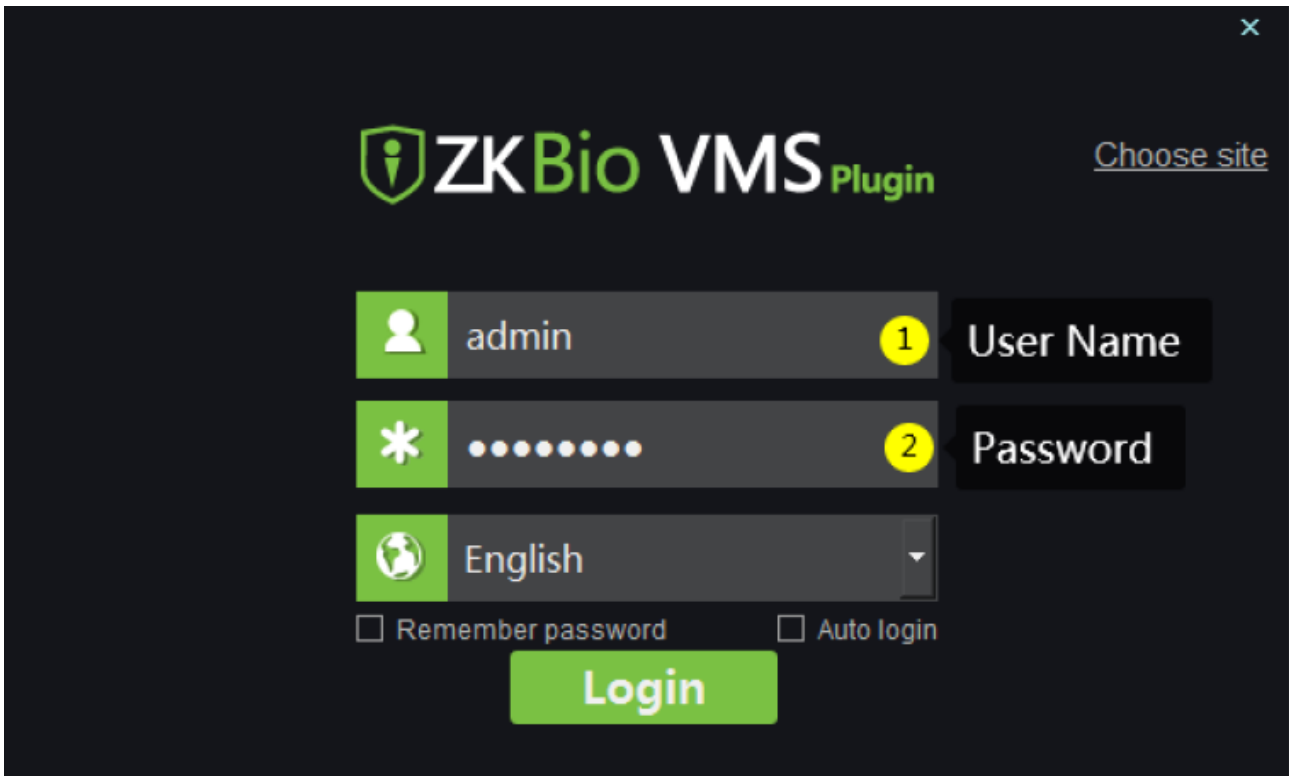 ×
ZKBio VMS Plugin
Choose site
admin 1 User Name
•••••••• 2 Password
English
Remember password Auto login
Login